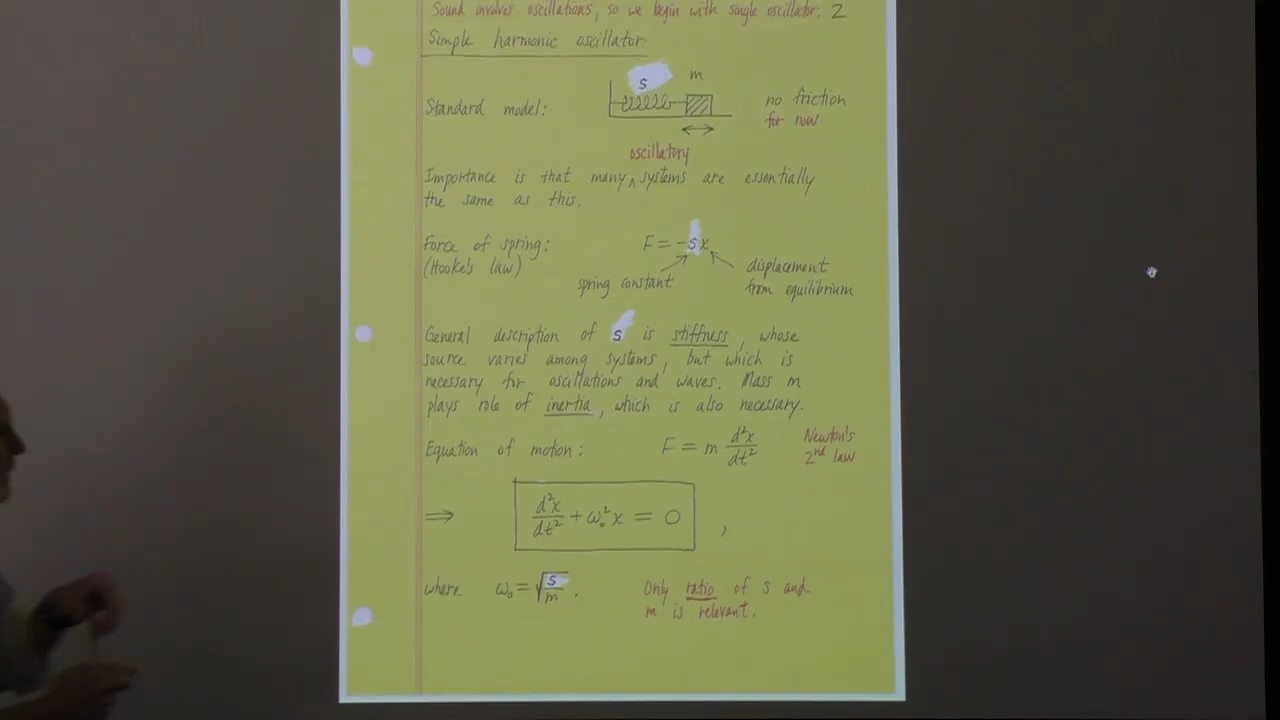 Sound involves oscillations, so we begin with single oscillator. 2
Simple harmonic oscillator
s m
Standard model: no friction
for now
oscillatory
Importance is that many ^ systems are essentially
the same as this.
Force of spring: F = -sx
(Hooke's law) displacement
spring constant from equilibrium
General description of s is stiffness, whose
source varies among systems, but which is
necessary for oscillations and waves. Mass m
plays role of inertia, which is also necessary.
Equation of motion: F = m d²x/dt² Newton's
2nd law
⇒ d²x/dt² + ω₀²x = 0 ,
where ω₀ = √(s/m) . Only ratio of s and
m is relevant.